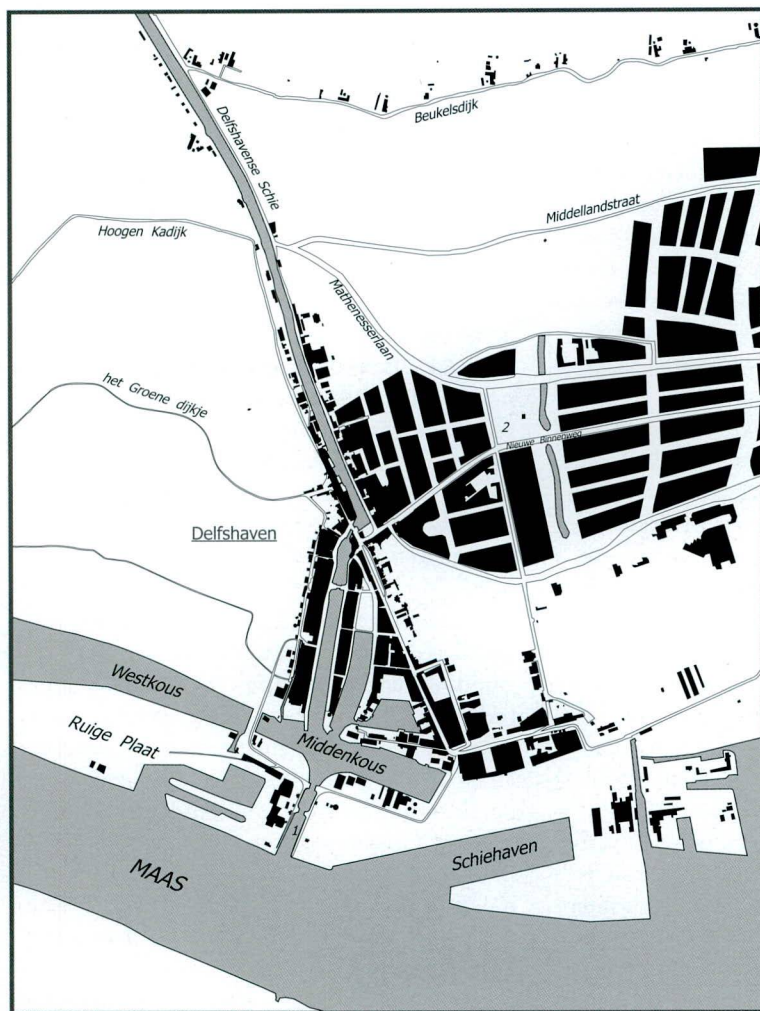 Beukelsdijk
Delfshavense Schie
Middellandstraat
Hoogen Kadijk
Mathenesserlaan
het Groene dijkje
2
Nieuwe Binnenweg
Delfshaven
Westkous
Ruige Plaat
Middenkous
1
Schiehaven
MAAS